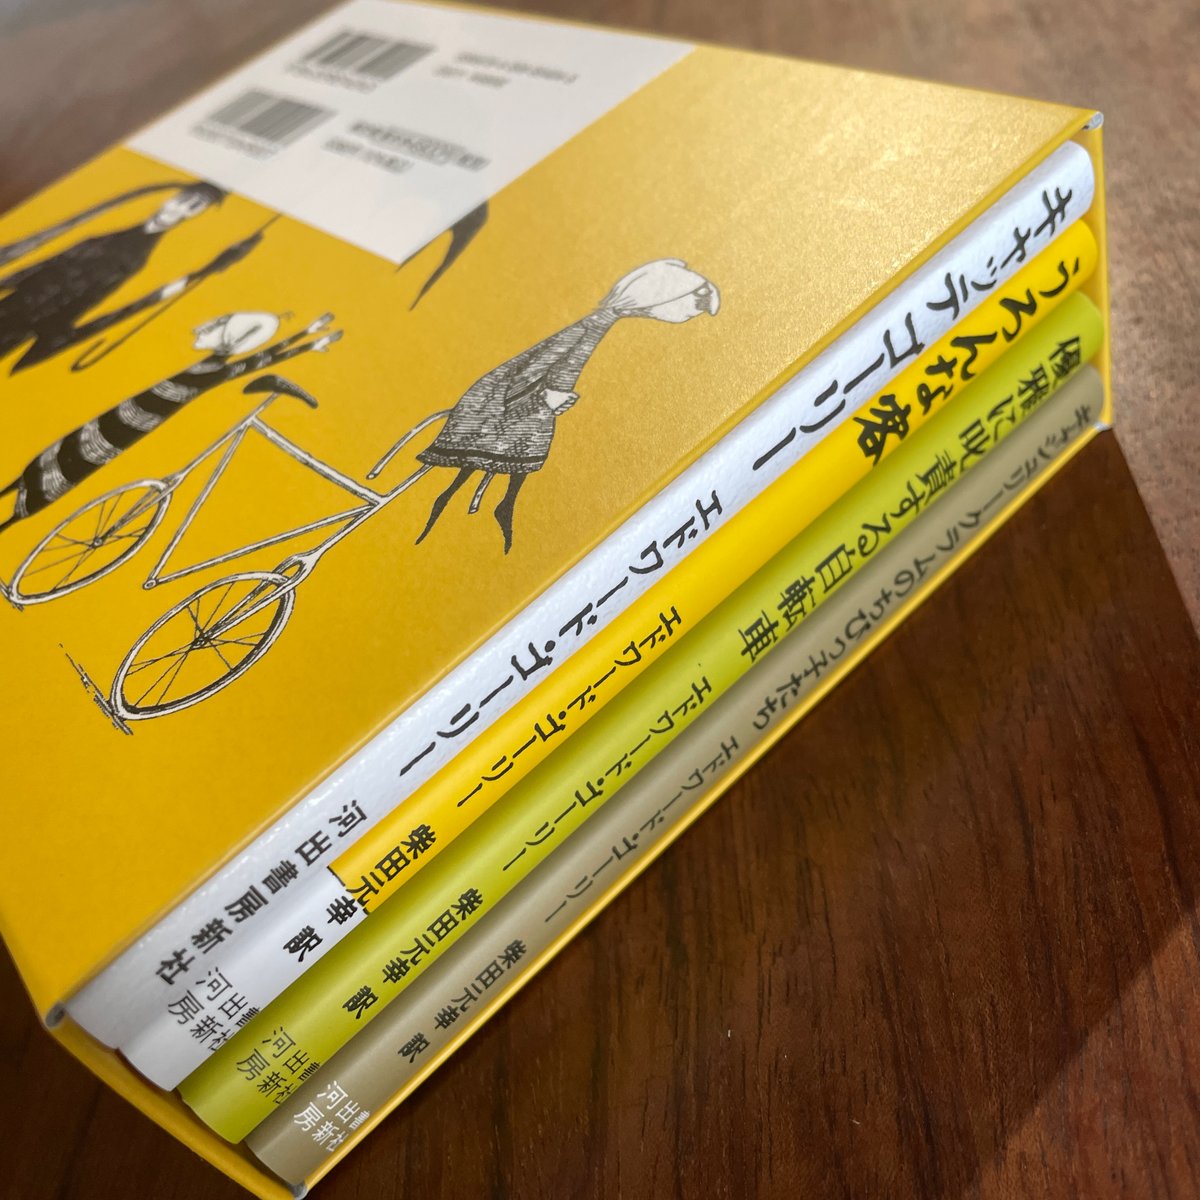 キャッテゴーリー エドワード・ゴーリー 河出書房新社
うろんな客 エドワード・ゴーリー 柴田元幸 訳 河出書房新社
優雅に叱責する自転車 エドワード・ゴーリー 柴田元幸 訳 河出書房新社
ギャシュリークラムのちびっ子たち エドワード・ゴーリー 柴田元幸 訳 河出書房新社